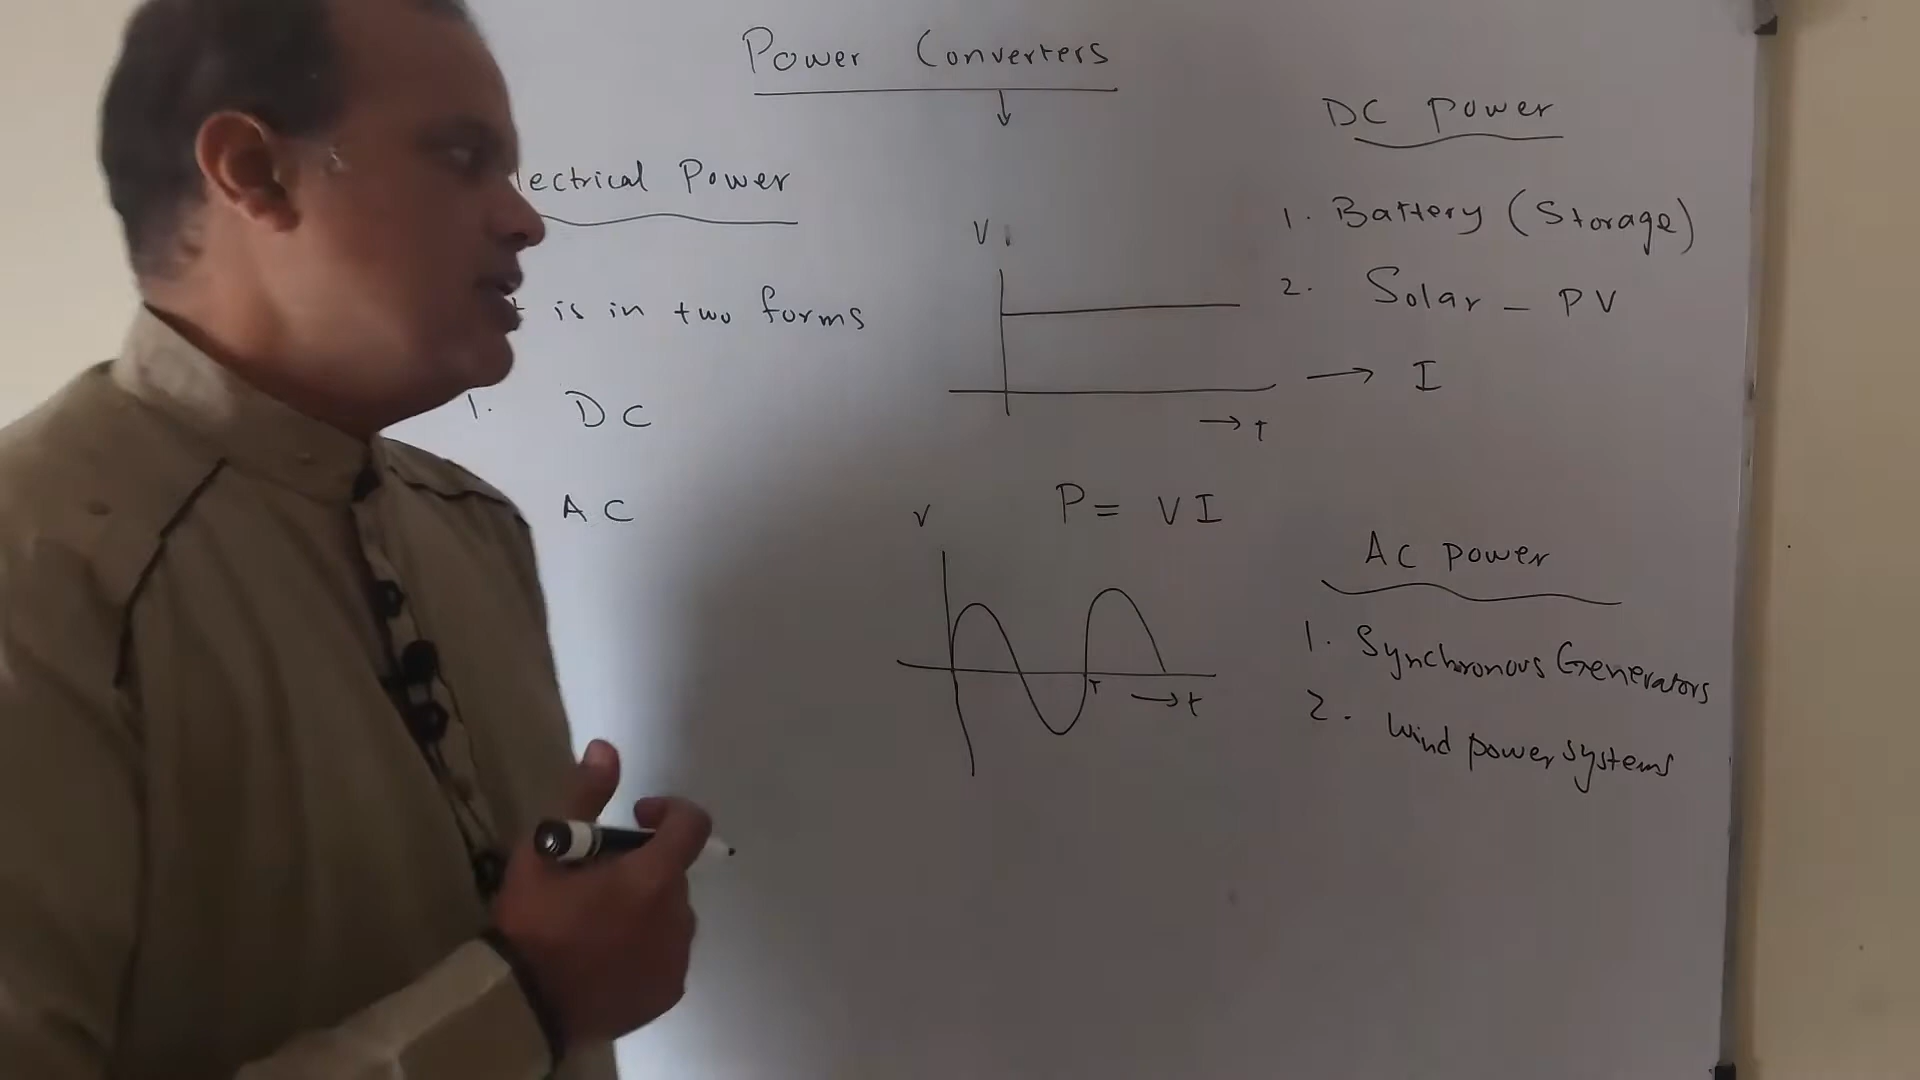 Power Converters
lectrical Power
is in two forms
1. DC
AC
V
→ t
P = VI
V
T
→ t
DC Power
1. Battery (Storage)
2. Solar - PV
→ I
AC power
1. Synchronous Generators
2. Wind power systems